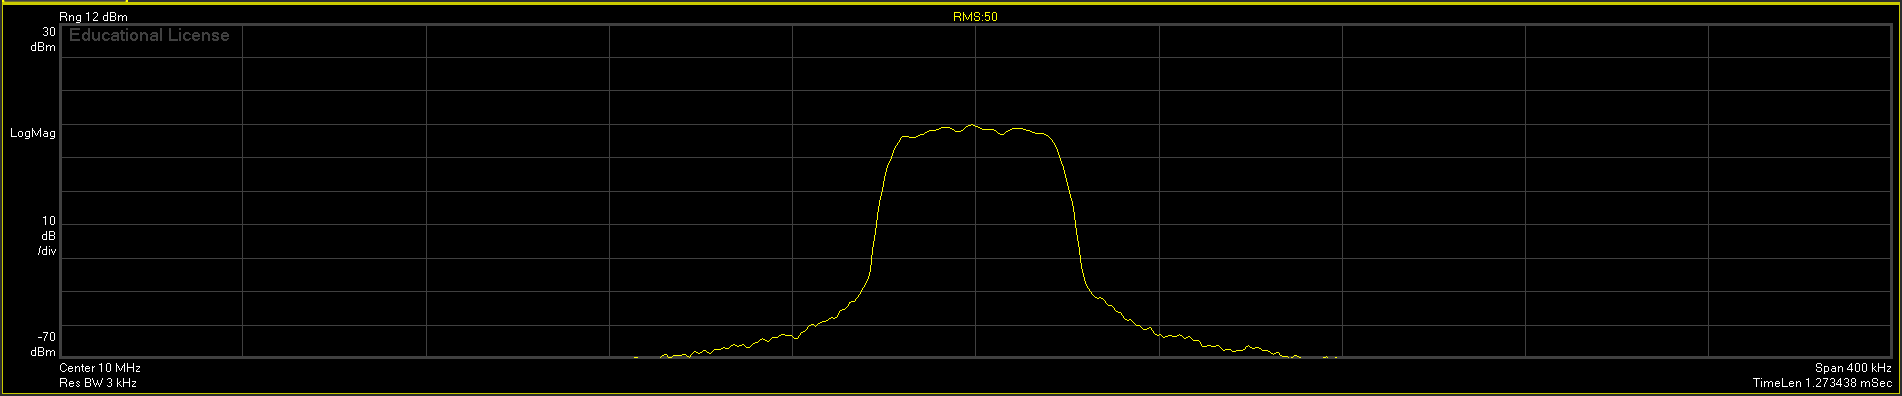 Rng 12 dBm
RMS:50
30
dBm
Educational License
LogMag
10
dB
/div
-70
dBm
Center 10 MHz
Span 400 kHz
Res BW 3 kHz
TimeLen 1.273438 mSec